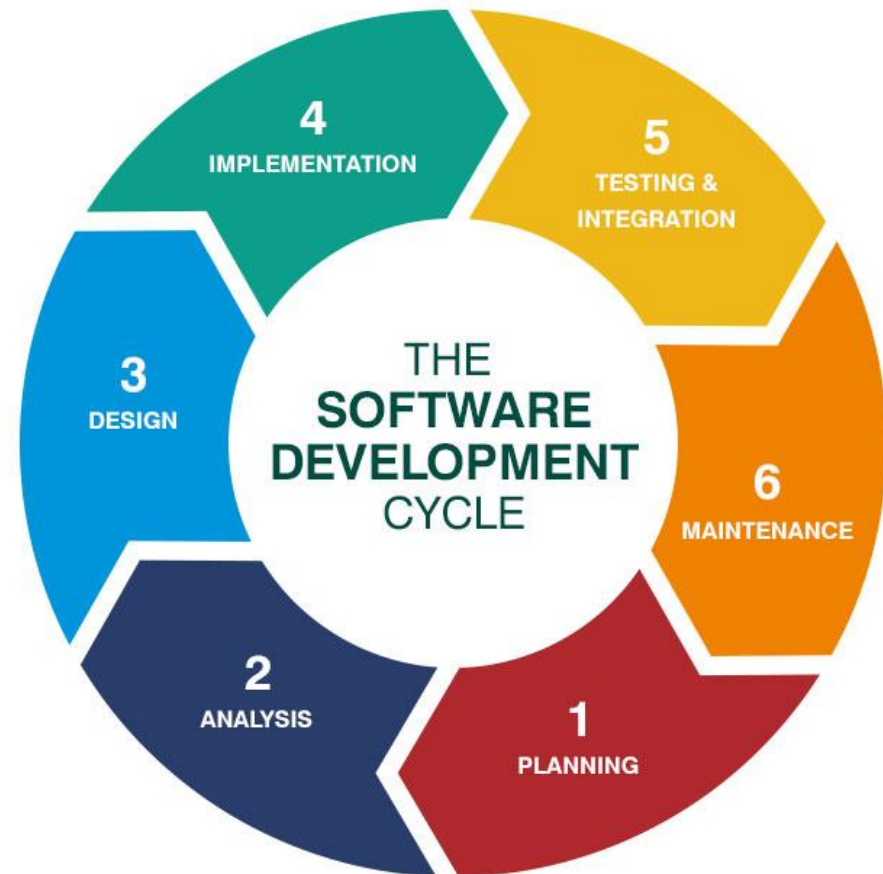 4
IMPLEMENTATION
5
TESTING &
INTEGRATION
3
DESIGN
THE
SOFTWARE
DEVELOPMENT
CYCLE
6
MAINTENANCE
2
ANALYSIS
1
PLANNING